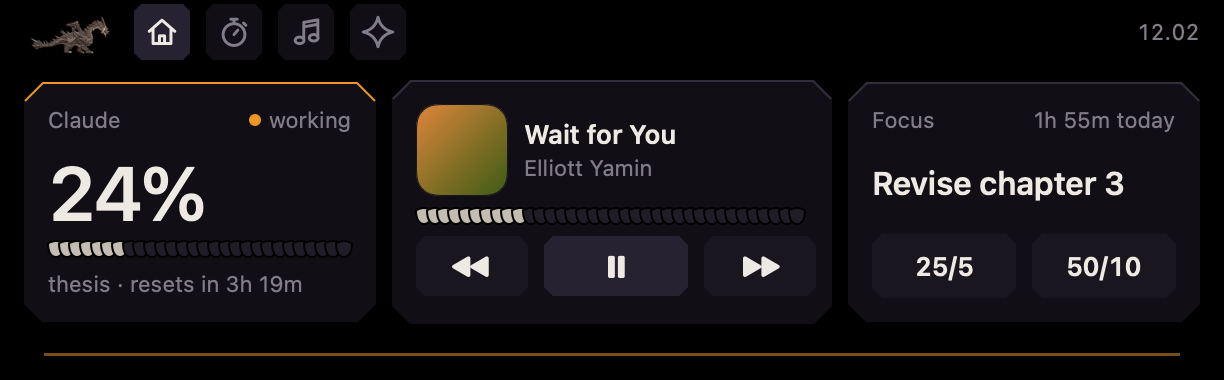 12.02
Claude
working
24%
thesis · resets in 3h 19m
Wait for You
Elliott Yamin
Focus
1h 55m today
Revise chapter 3
25/5
50/10